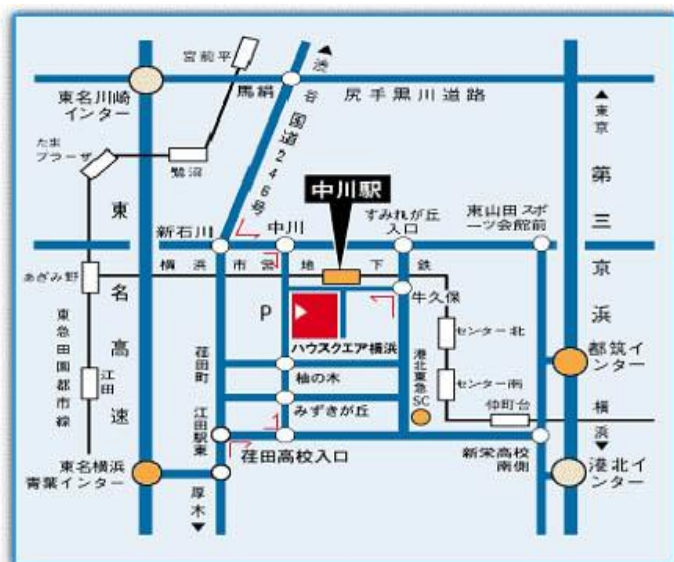 宮前平
渋谷
東名川崎
インター
馬絹
尻手黒川道路
東京
たま
プラーザ
鷺沼
国道246号
第三京浜
東名高速
中川駅
新石川
中川
すみれが丘
入口
東山田スポ
ーツ会館前
あざみ野
横浜市営地下鉄
牛久保
P
ハウスクエア横浜
センター北
東急田園都市線
江田
荏田町
柚の木
港北東急
SC
センター南
都筑イ
ンター
みずきが丘
仲町台
江田駅東
荏田高校入口
新栄高校
南側
横浜
東名横浜
青葉インター
厚木
港北イ
ンター